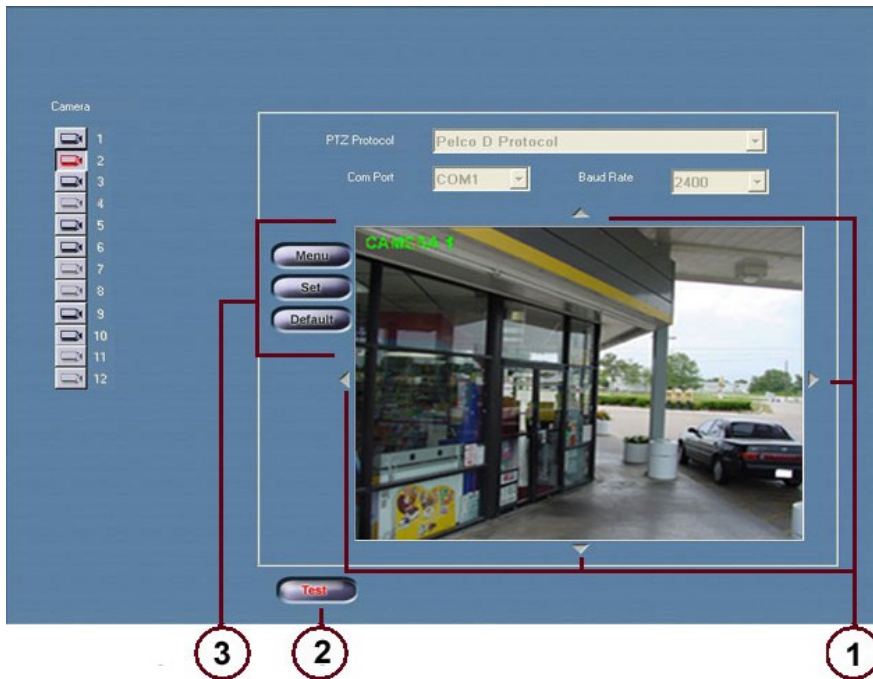 Camera
1
2
3
4
5
6
7
8
9
10
11
12
PTZ Protocol
Pelco D Protocol
Com Port
COM1
Baud Rate
2400
CAMERA 1
Menu
Set
Default
Test
3
2
1